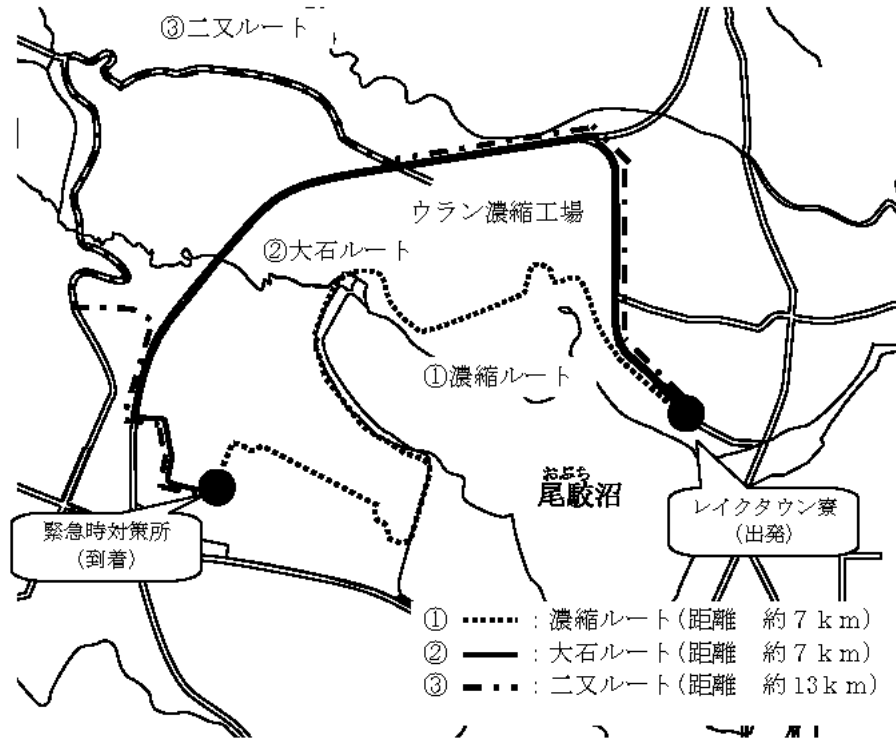 ③二又ルート
ウラン濃縮工場
②大石ルート
①濃縮ルート
おぶち
尾駮沼
レイクタウン寮
(出発)
緊急時対策所
(到着)
① : 濃縮ルート(距離 約7km)
② : 大石ルート(距離 約7km)
③ : 二又ルート(距離 約13km)